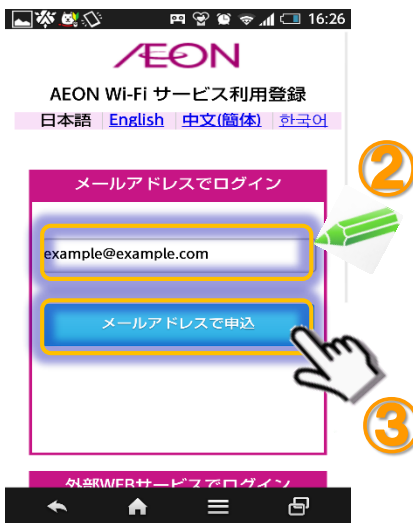 16:26
ÆON
AEON Wi-Fi サービス利用登録
日本語 English 中文(簡体) 한국어
②
メールアドレスでログイン
example@example.com
メールアドレスで申込
③
外部WEBサービスでログイン